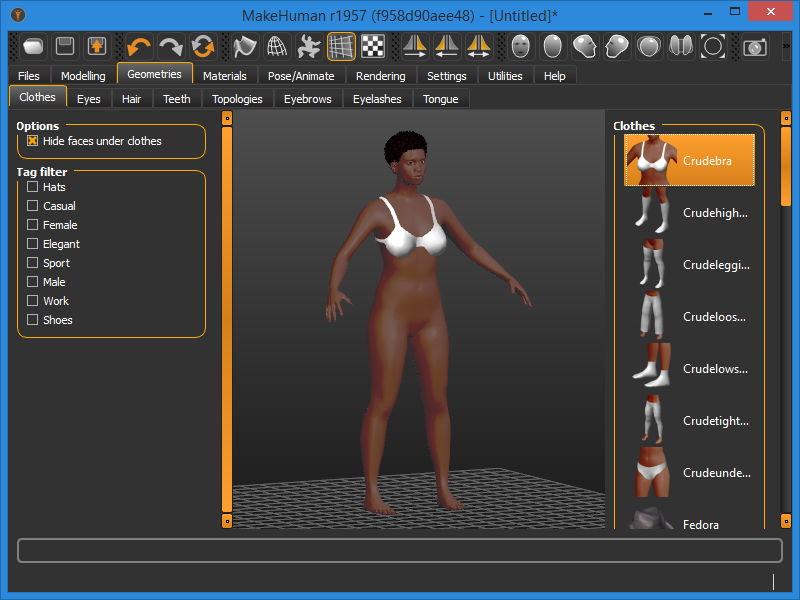 MakeHuman r1957 (f958d90aee48) - [Untitled]*
Files Modelling Geometries Materials Pose/Animate Rendering Settings Utilities Help
Clothes Eyes Hair Teeth Topologies Eyebrows Eyelashes Tongue
Options
Hide faces under clothes
Tag filter
Hats
Casual
Female
Elegant
Sport
Male
Work
Shoes
Clothes
Crudebra
Crudehigh...
Crudeleggi...
Crudeloos...
Crudelows...
Crudetight...
Crudeunde...
Fedora